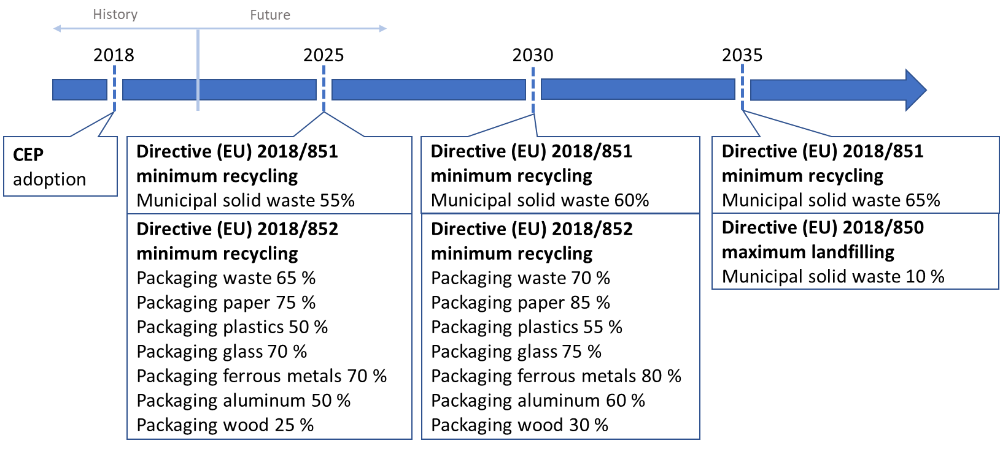 History
Future
2018
2025
2030
2035
CEP
adoption
Directive (EU) 2018/851
minimum recycling
Municipal solid waste 55%
Directive (EU) 2018/852
minimum recycling
Packaging waste 65 %
Packaging paper 75 %
Packaging plastics 50 %
Packaging glass 70 %
Packaging ferrous metals 70 %
Packaging aluminum 50 %
Packaging wood 25 %
Directive (EU) 2018/851
minimum recycling
Municipal solid waste 60%
Directive (EU) 2018/852
minimum recycling
Packaging waste 70 %
Packaging paper 85 %
Packaging plastics 55 %
Packaging glass 75 %
Packaging ferrous metals 80 %
Packaging aluminum 60 %
Packaging wood 30 %
Directive (EU) 2018/851
minimum recycling
Municipal solid waste 65%
Directive (EU) 2018/850
maximum landfilling
Municipal solid waste 10 %